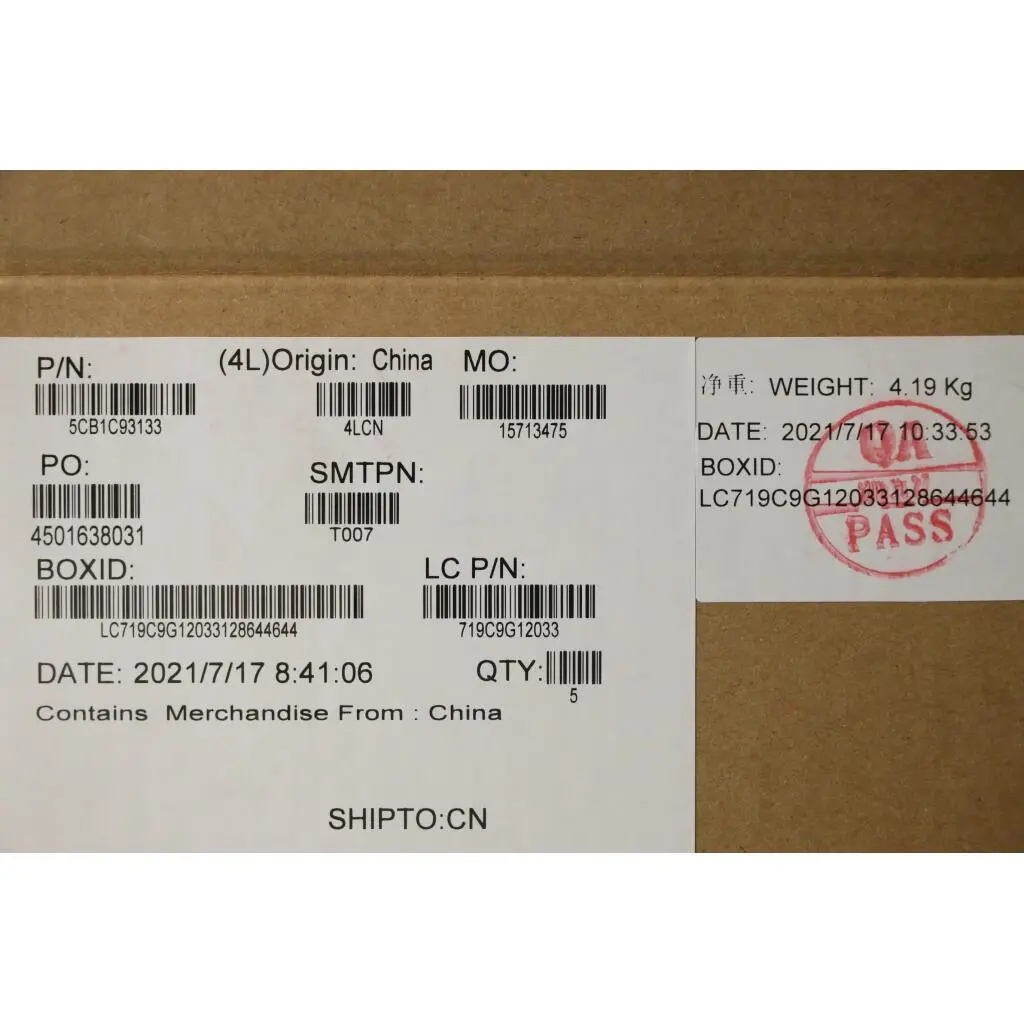 P/N: (4L)Origin: China MO:
5CB1C93133 4LCN 15713475
PO: SMTPN:
4501638031 T007
BOXID: LC P/N:
LC719C9G12033128644644 719C9G12033
DATE: 2021/7/17 8:41:06 QTY:
5
Contains Merchandise From : China
SHIPTO:CN
净重: WEIGHT: 4.19 Kg
DATE: 2021/7/17 10:33:53
BOXID:
LC719C9G12033128644644
QA
PASS